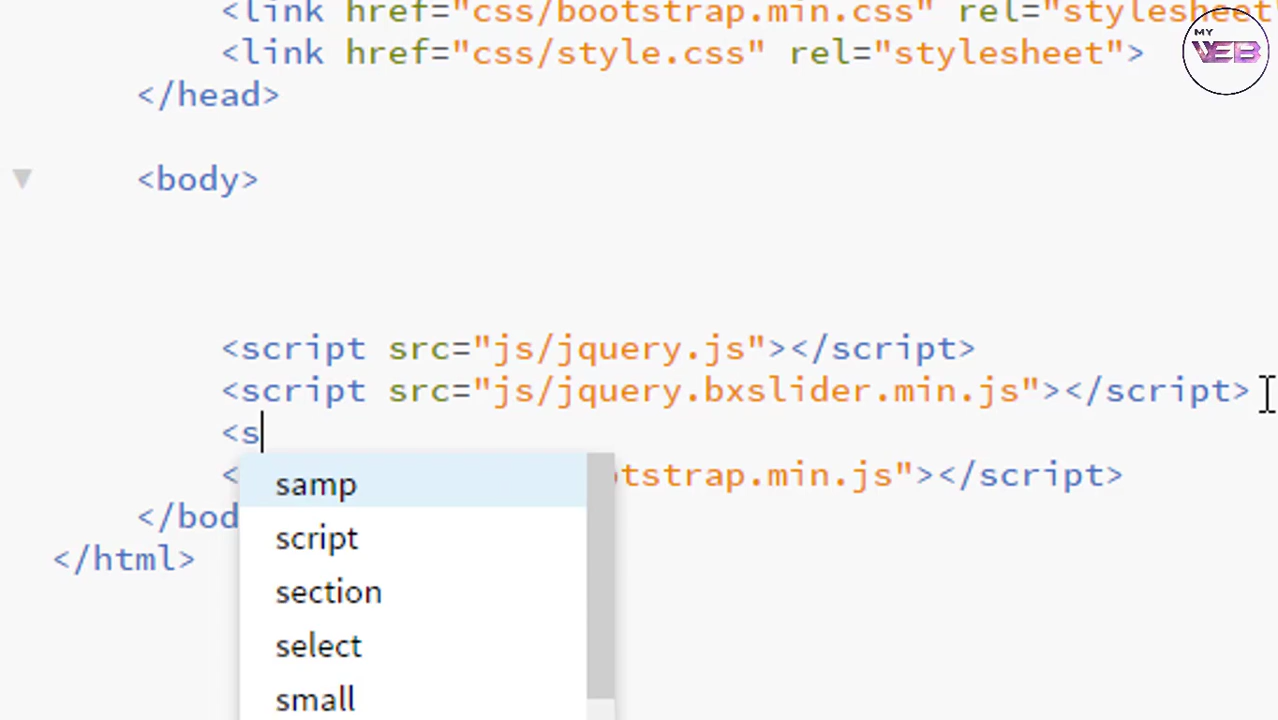 <link href="css/bootstrap.min.css" rel="stylesheet"
MY WEB
<link href="css/style.css" rel="stylesheet">
</head>
<body>
<script src="js/jquery.js"></script>
<script src="js/jquery.bxslider.min.js"></script>
<s
samp
< otstrap.min.js"></script>
</bod
script
</html>
section
select
small